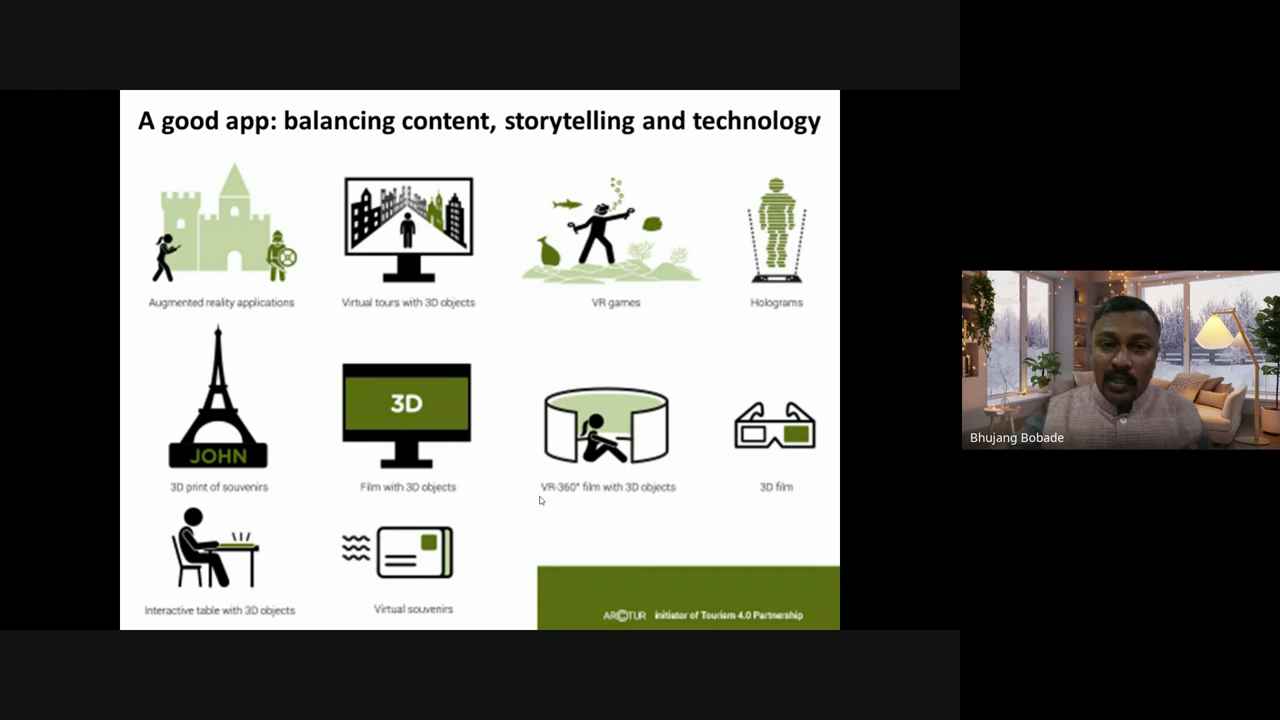 A good app: balancing content, storytelling and technology
Augmented reality applications
Virtual tours with 3D objects
VR games
Holograms
JOHN
3D
3D print of souvenirs
Film with 3D objects
VR-360° film with 3D objects
3D film
Interactive table with 3D objects
Virtual souvenirs
ARCTUR initiator of Tourism 4.0 Partnership
Bhujang Bobade